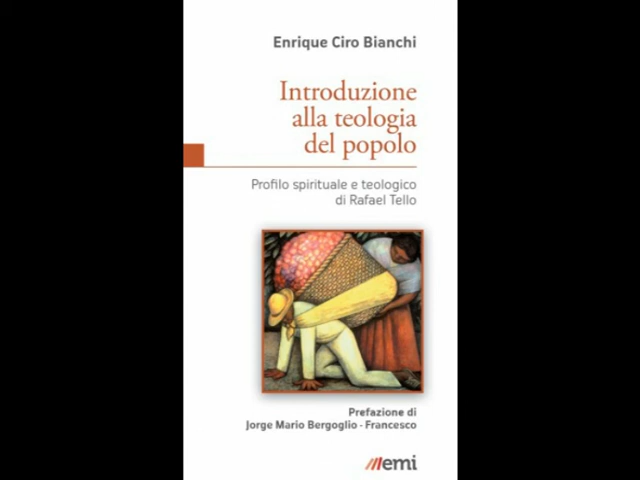 Enrique Ciro Bianchi
Introduzione
alla teologia
del popolo
Profilo spirituale e teologico
di Rafael Tello
Prefazione di
Jorge Mario Bergoglio - Francesco
emi